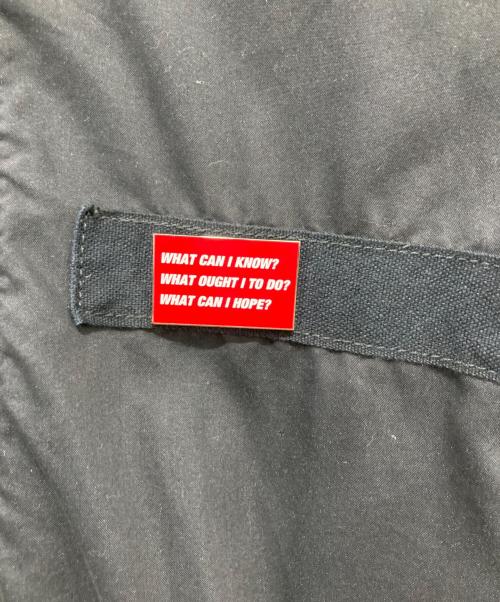 WHAT CAN I KNOW?
WHAT OUGHT I TO DO?
WHAT CAN I HOPE?